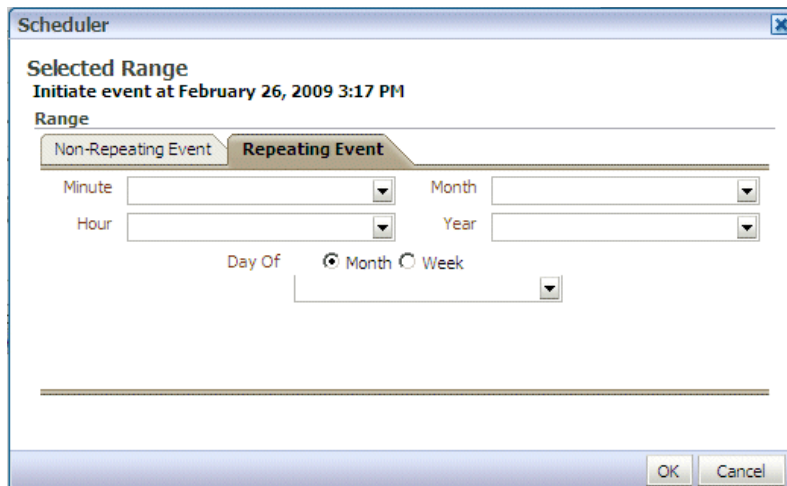 Scheduler
Selected Range
Initiate event at February 26, 2009 3:17 PM
Range
Non-Repeating Event Repeating Event
Minute Month
Hour Year
Day Of Month Week
OK Cancel